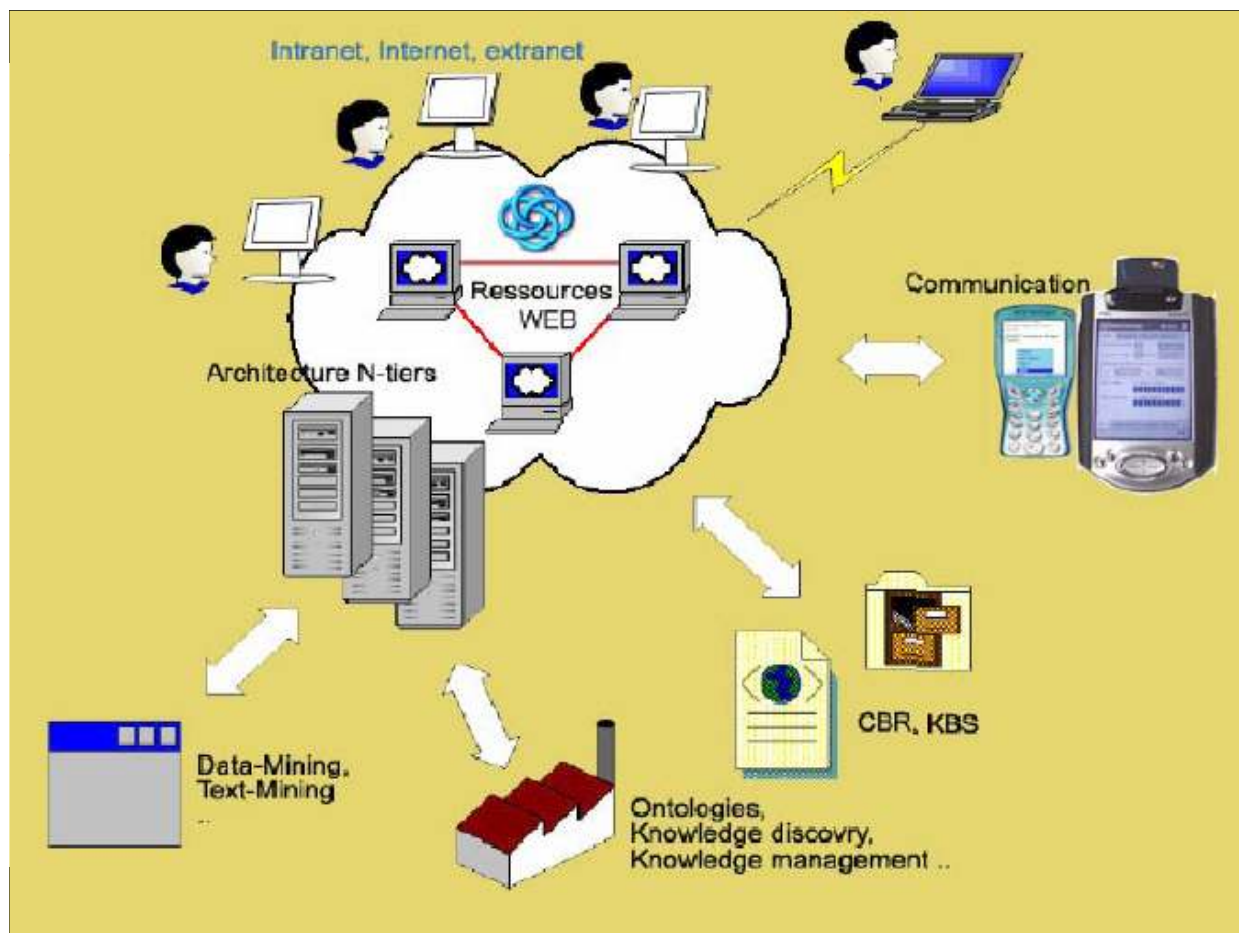 Intranet, Internet, extranet
Communication
Ressources
WEB
Architecture N-tiers
CBR, KBS
Data-Mining,
Text-Mining
..
Ontologies,
Knowledge discovry,
Knowledge management ..